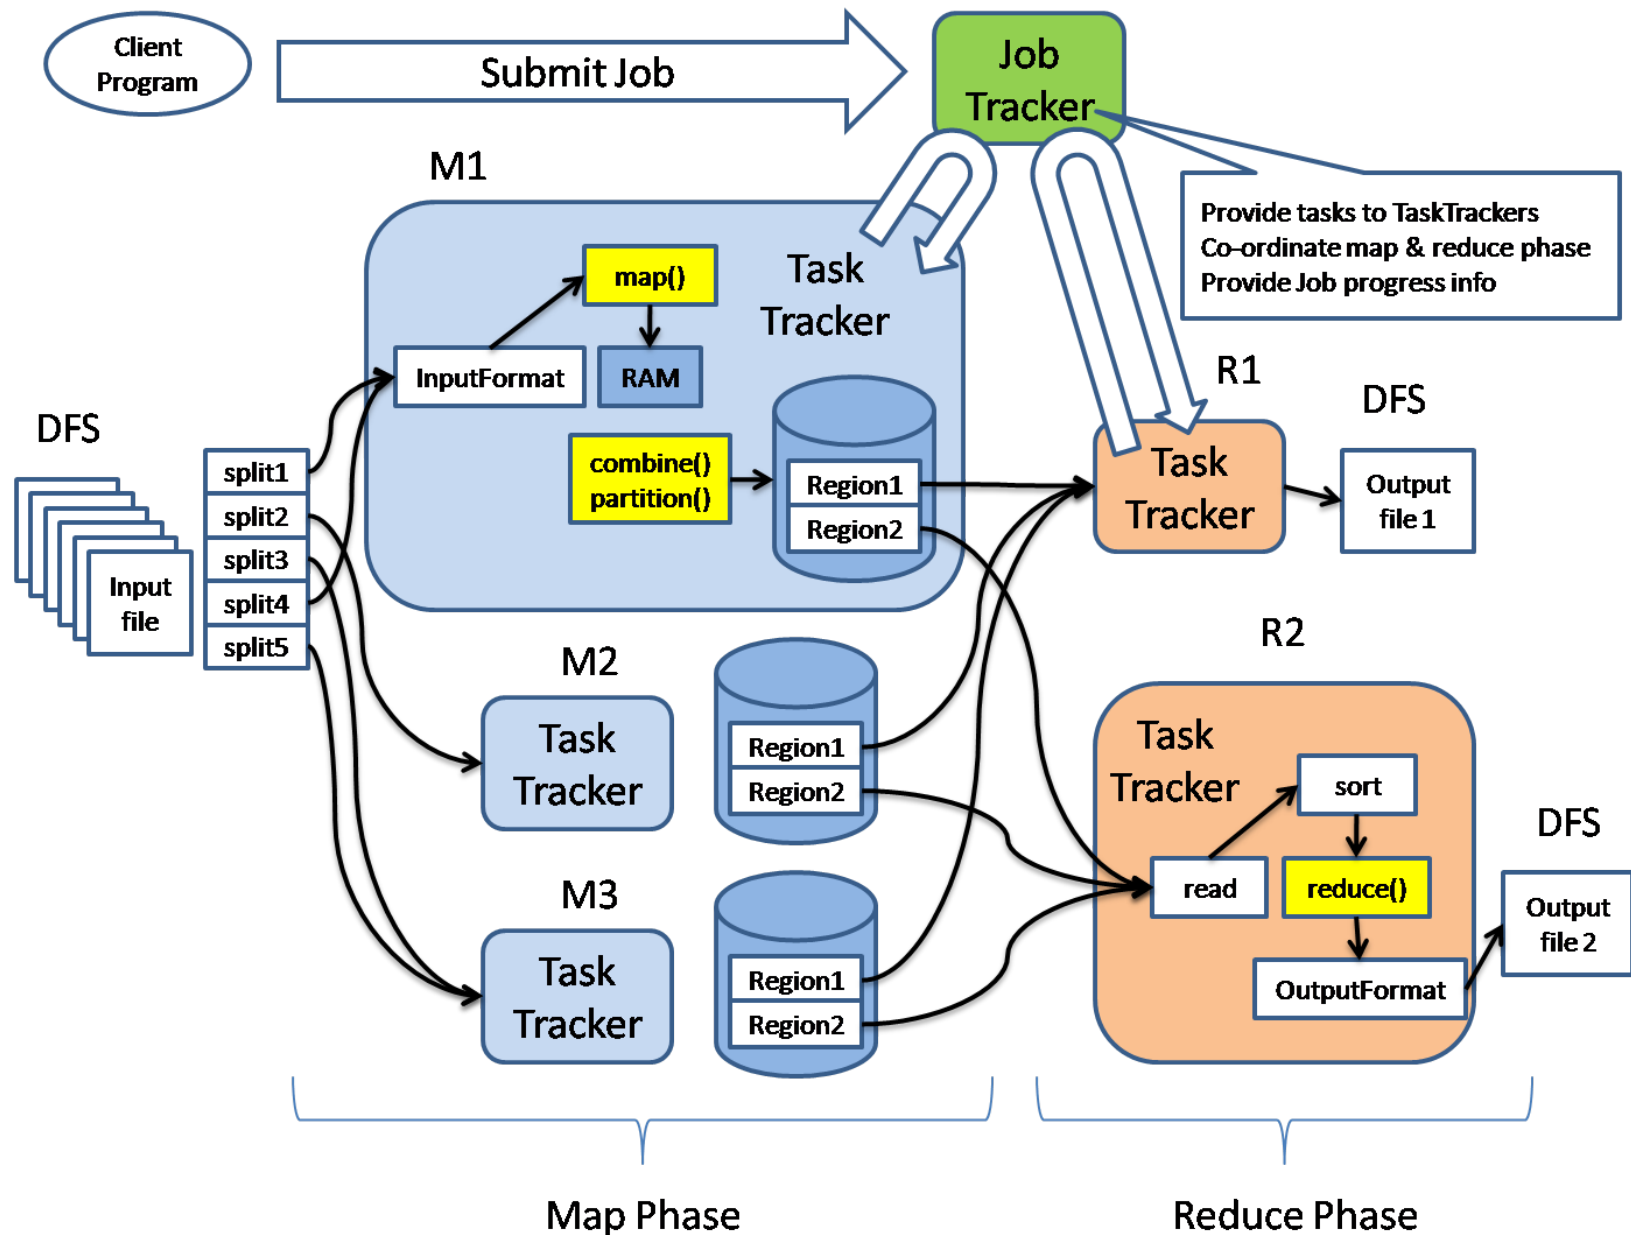 Client
Program
Submit Job
Job
Tracker
Provide tasks to TaskTrackers
Co-ordinate map & reduce phase
Provide Job progress info
M1
map()
Task
Tracker
InputFormat
RAM
combine()
partition()
Region1
Region2
DFS
Input
file
split1
split2
split3
split4
split5
M2
Task
Tracker
Region1
Region2
M3
Task
Tracker
Region1
Region2
R1
Task
Tracker
DFS
Output
file 1
R2
Task
Tracker
sort
read
reduce()
OutputFormat
DFS
Output
file 2
Map Phase
Reduce Phase